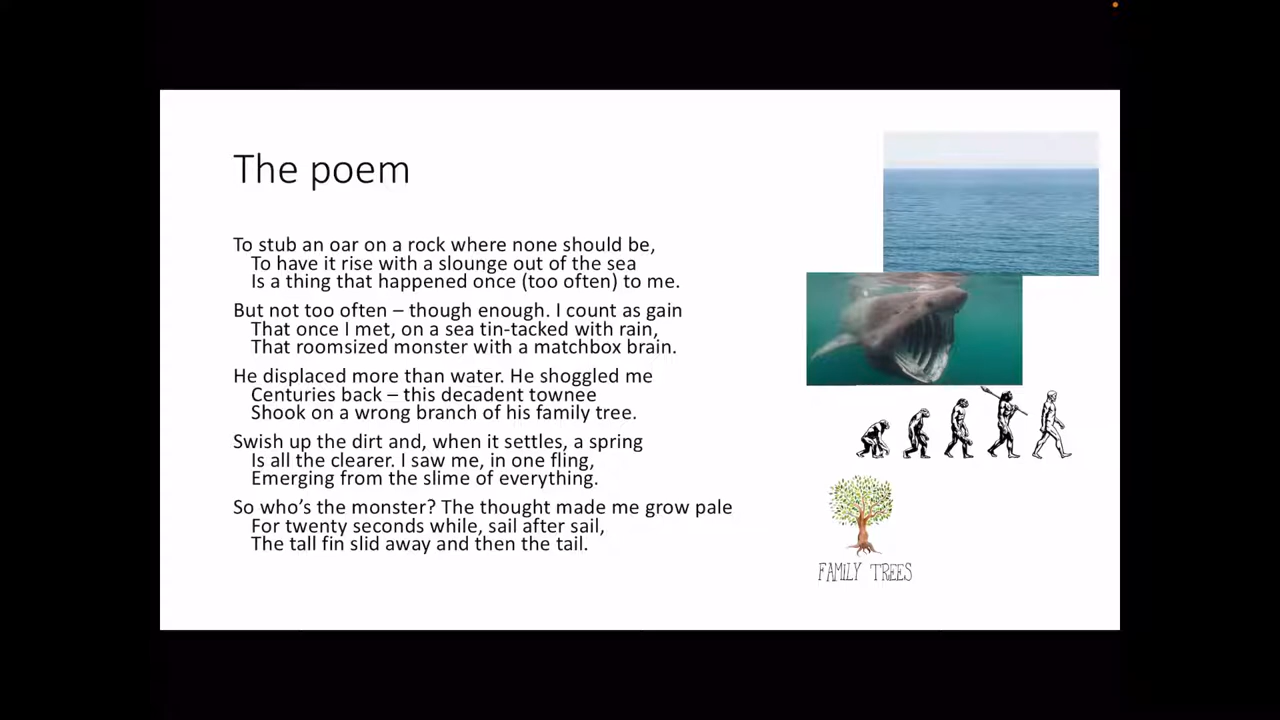 The poem
To stub an oar on a rock where none should be,
To have it rise with a slounge out of the sea
Is a thing that happened once (too often) to me.
But not too often – though enough. I count as gain
That once I met, on a sea tin-tacked with rain,
That roomsized monster with a matchbox brain.
He displaced more than water. He shoggled me
Centuries back – this decadent townee
Shook on a wrong branch of his family tree.
Swish up the dirt and, when it settles, a spring
Is all the clearer. I saw me, in one fling,
Emerging from the slime of everything.
So who’s the monster? The thought made me grow pale
For twenty seconds while, sail after sail,
The tall fin slid away and then the tail.
FAMILY TREES